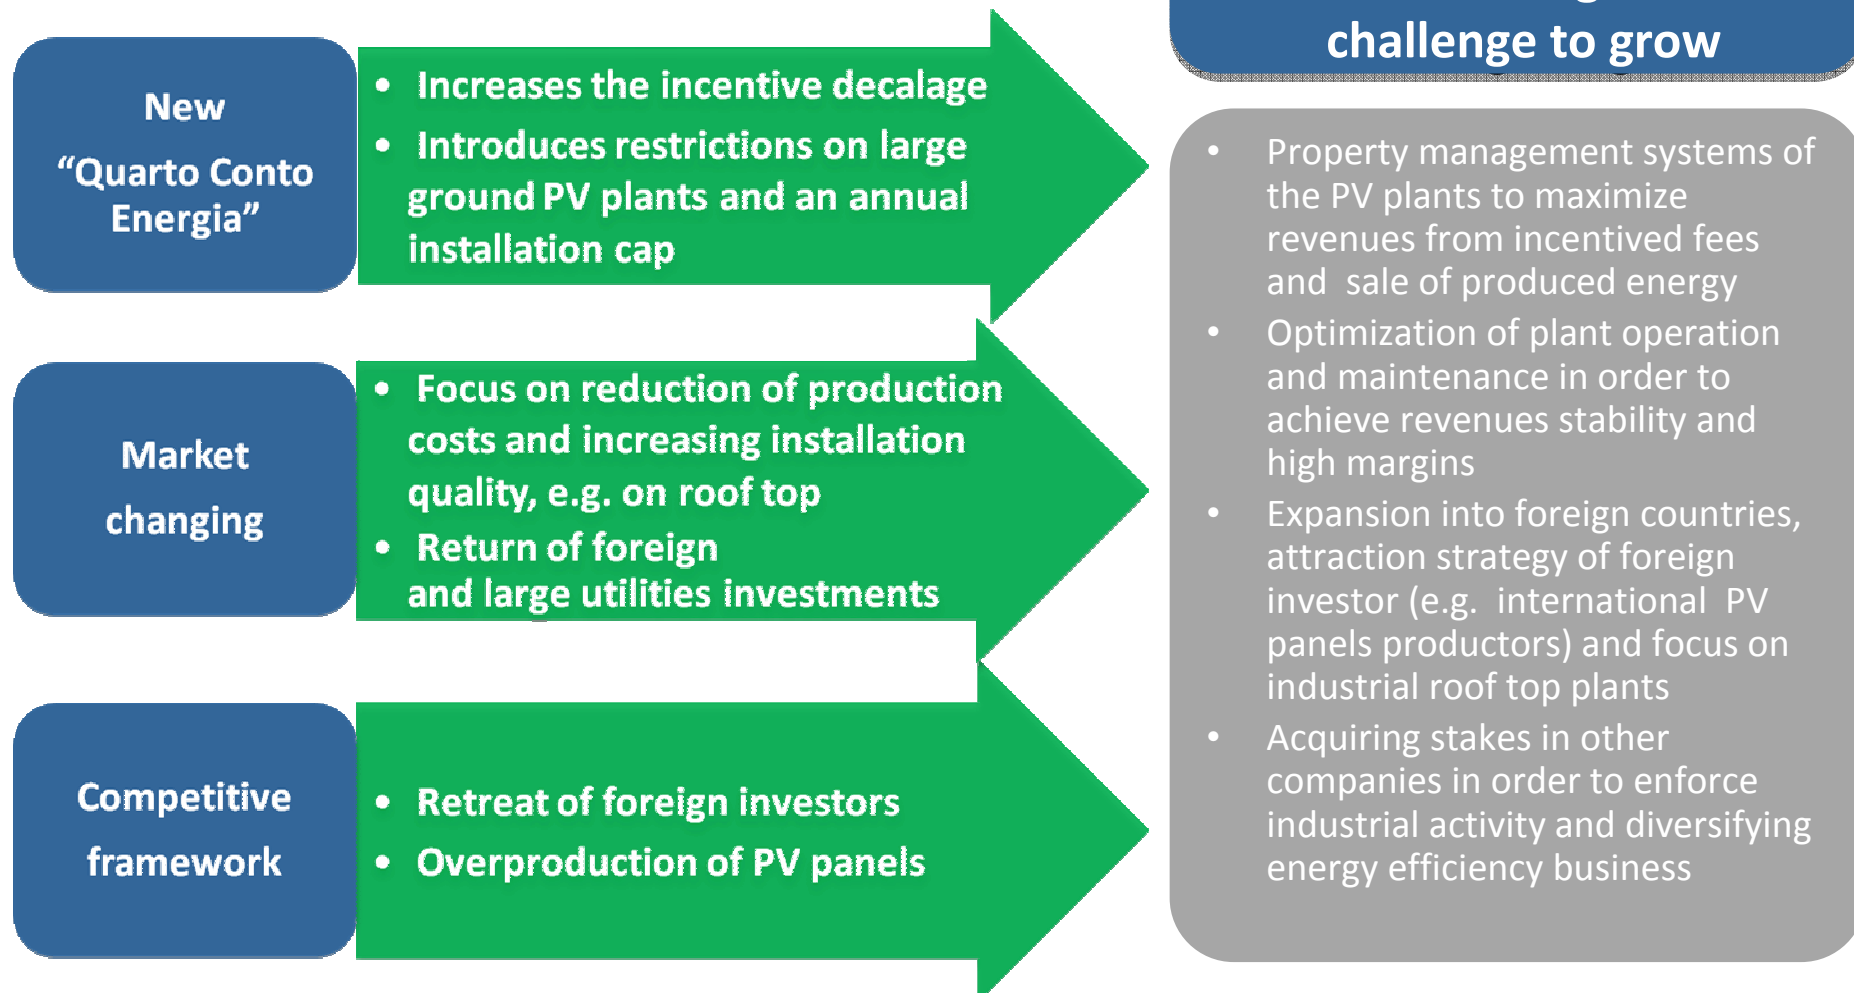 New
“Quarto Conto
Energia”
• Increases the incentive decalage
• Introduces restrictions on large
ground PV plants and an annual
installation cap
Market
changing
• Focus on reduction of production
costs and increasing installation
quality, e.g. on roof top
• Return of foreign
and large utilities investments
Competitive
framework
• Retreat of foreign investors
• Overproduction of PV panels
challenge to grow
• Property management systems of
the PV plants to maximize
revenues from incentived fees
and sale of produced energy
• Optimization of plant operation
and maintenance in order to
achieve revenues stability and
high margins
• Expansion into foreign countries,
attraction strategy of foreign
investor (e.g. international PV
panels productors) and focus on
industrial roof top plants
• Acquiring stakes in other
companies in order to enforce
industrial activity and diversifying
energy efficiency business